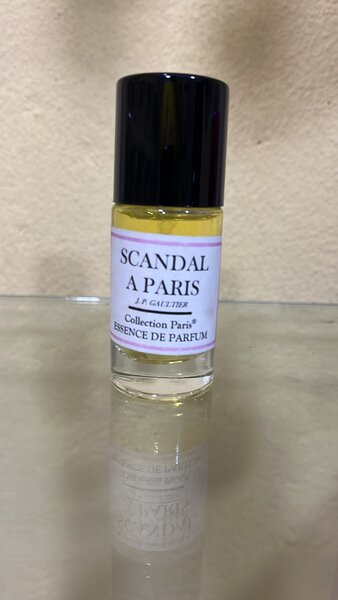 SCANDAL
A PARIS
J.P. GAULTIER
Collection Paris®
ESSENCE DE PARFUM